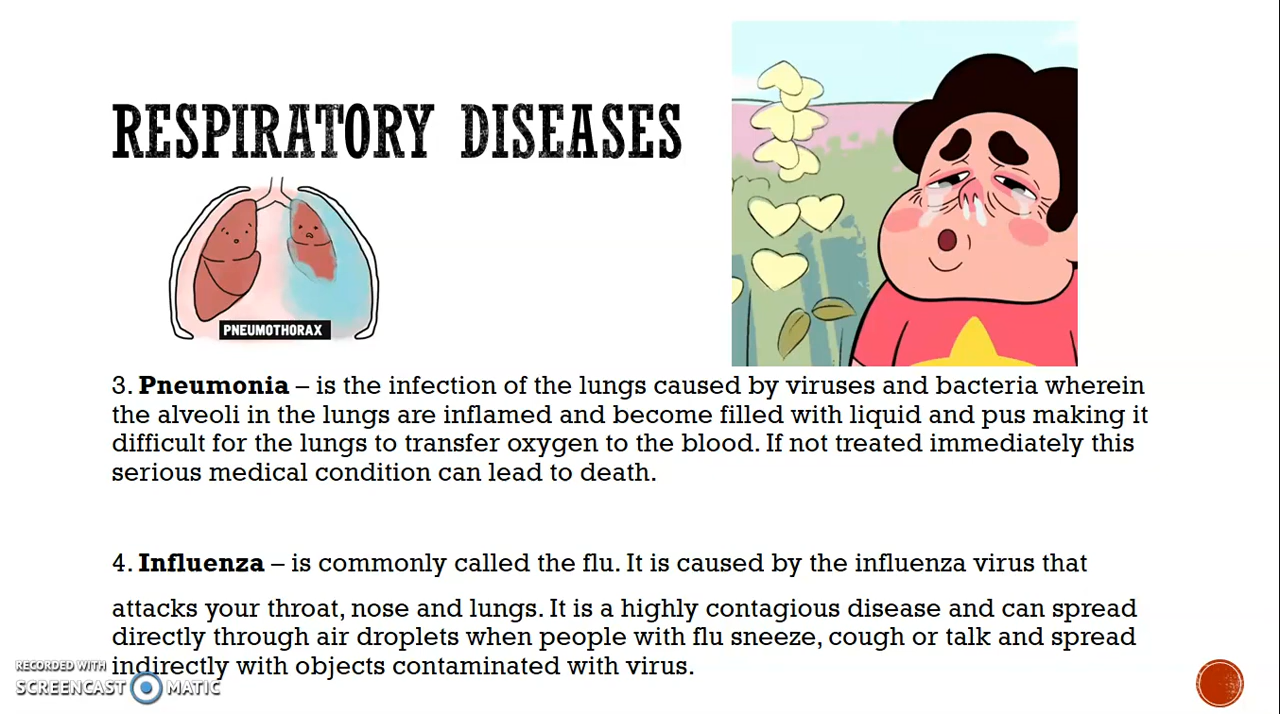 RESPIRATORY DISEASES
PNEUMOTHORAX
3. Pneumonia – is the infection of the lungs caused by viruses and bacteria wherein
the alveoli in the lungs are inflamed and become filled with liquid and pus making it
difficult for the lungs to transfer oxygen to the blood. If not treated immediately this
serious medical condition can lead to death.
4. Influenza – is commonly called the flu. It is caused by the influenza virus that
attacks your throat, nose and lungs. It is a highly contagious disease and can spread
directly through air droplets when people with flu sneeze, cough or talk and spread
indirectly with objects contaminated with virus.
RECORDED WITH
SCREENCAST MATIC